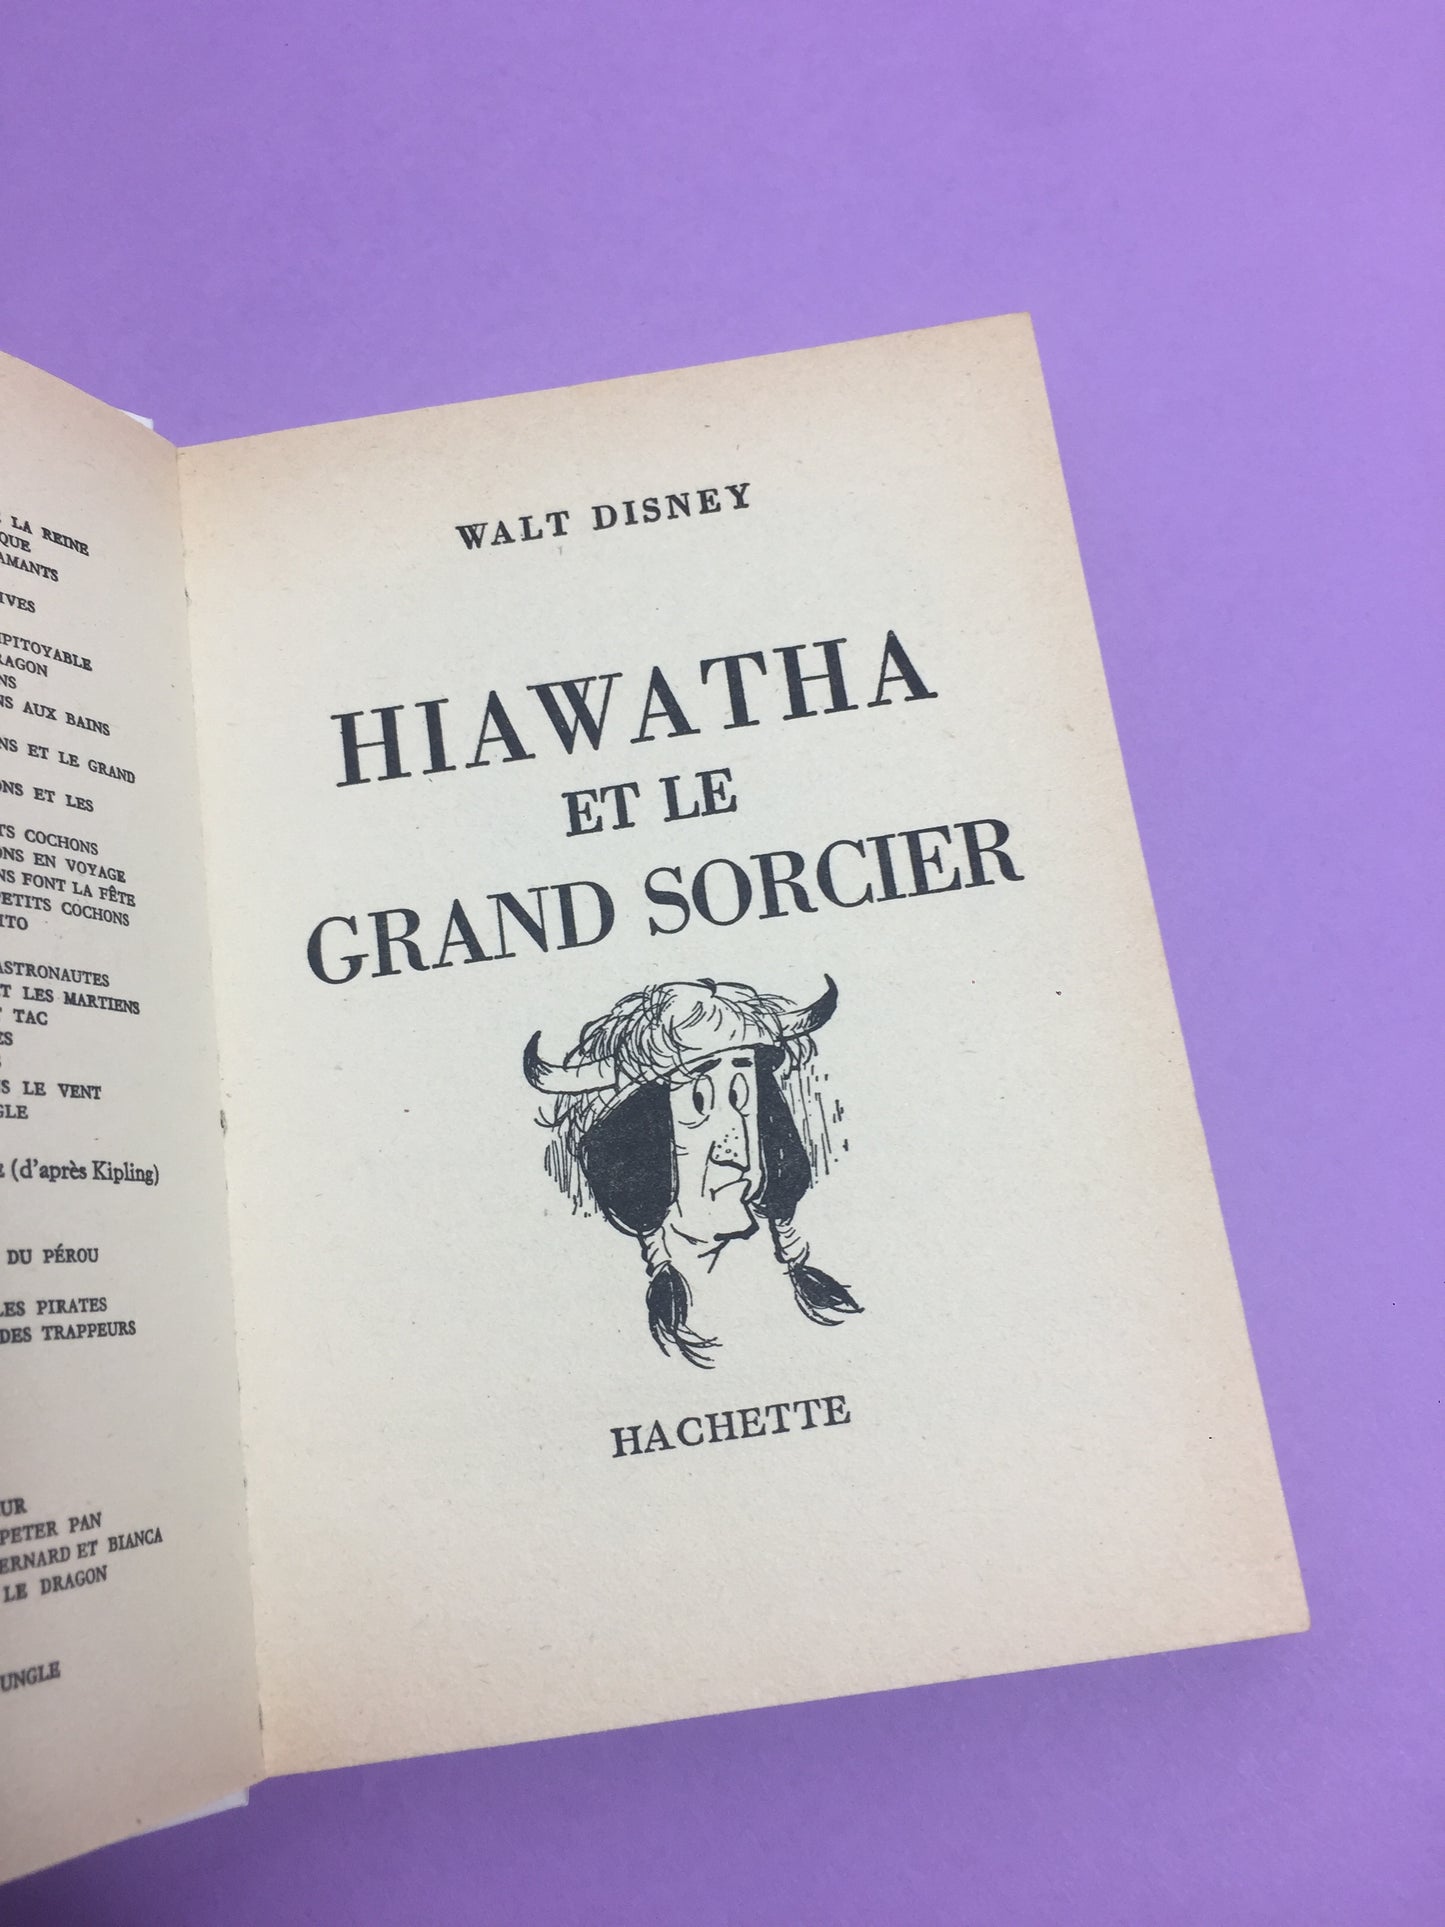 LA REINE
QUE
AMANTS
IVES
PITOYABLE
RAGON
NS
NS AUX BAINS
NS ET LE GRAND
ONS ET LES
TS COCHONS
ONS EN VOYAGE
NS FONT LA FÊTE
PETITS COCHONS
ITO
ASTRONAUTES
T LES MARTIENS
TAC
ES
S LE VENT
GLE
(d'après Kipling)
DU PÉROU
LES PIRATES
DES TRAPPEURS
UR
PETER PAN
ERNARD ET BIANCA
LE DRAGON
UNGLE
WALT DISNEY
HIAWATHA
ET LE
GRAND SORCIER
HACHETTE